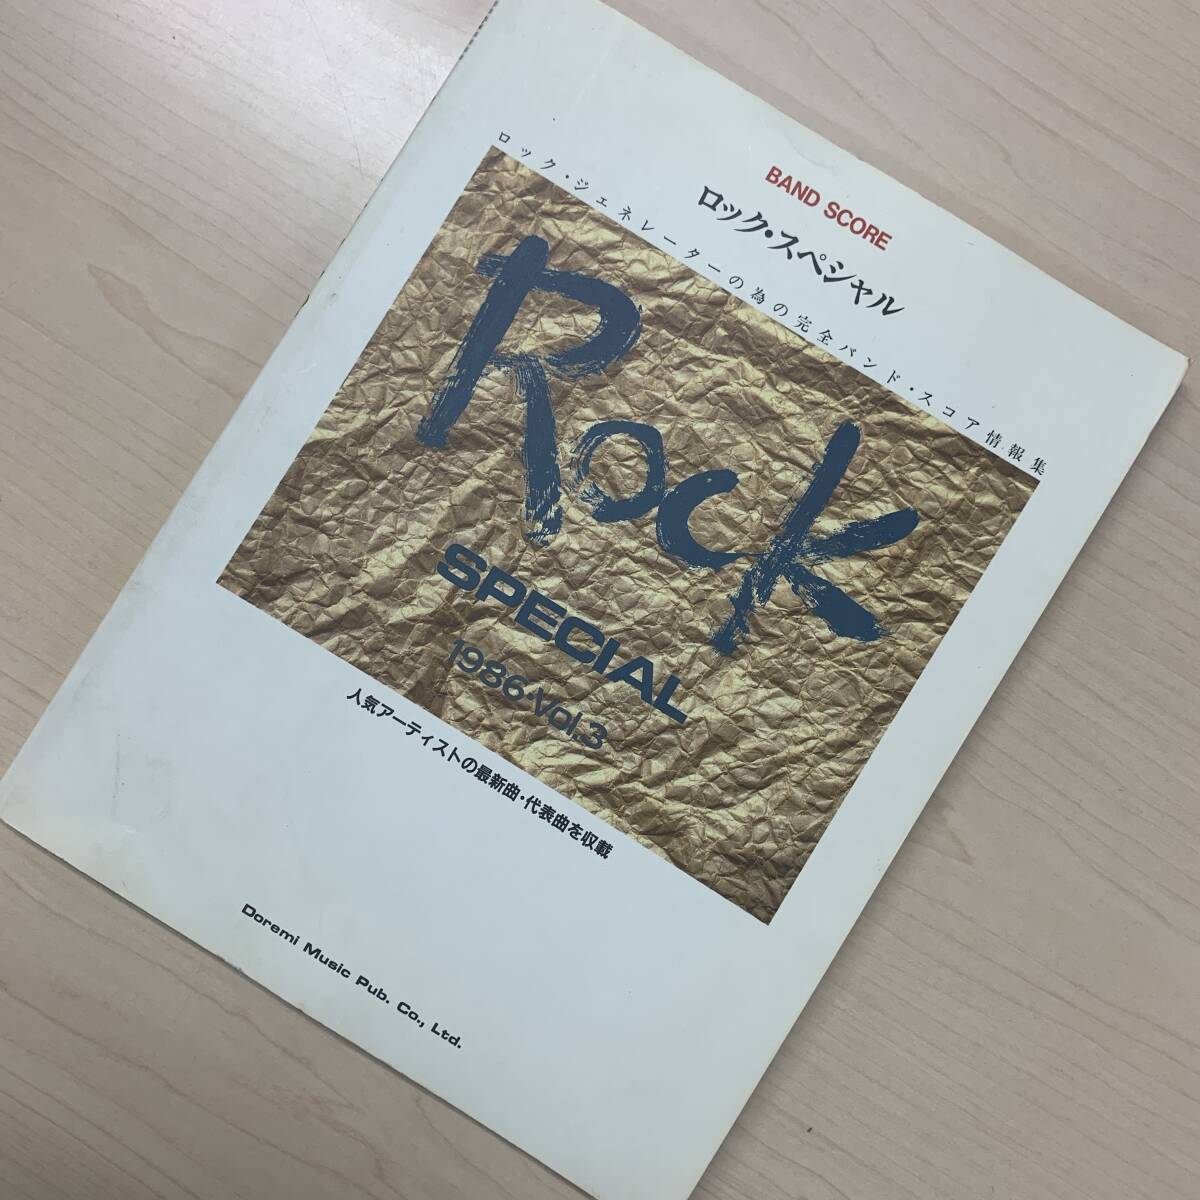 BAND SCORE
ロック・スペシャル
ロック・ジェネレーターの為の完全バンド・スコア情報集
Rock
SPECIAL
1986・Vol.3
人気アーティストの最新曲・代表曲を収載
Doremi Music Pub. Co., Ltd.